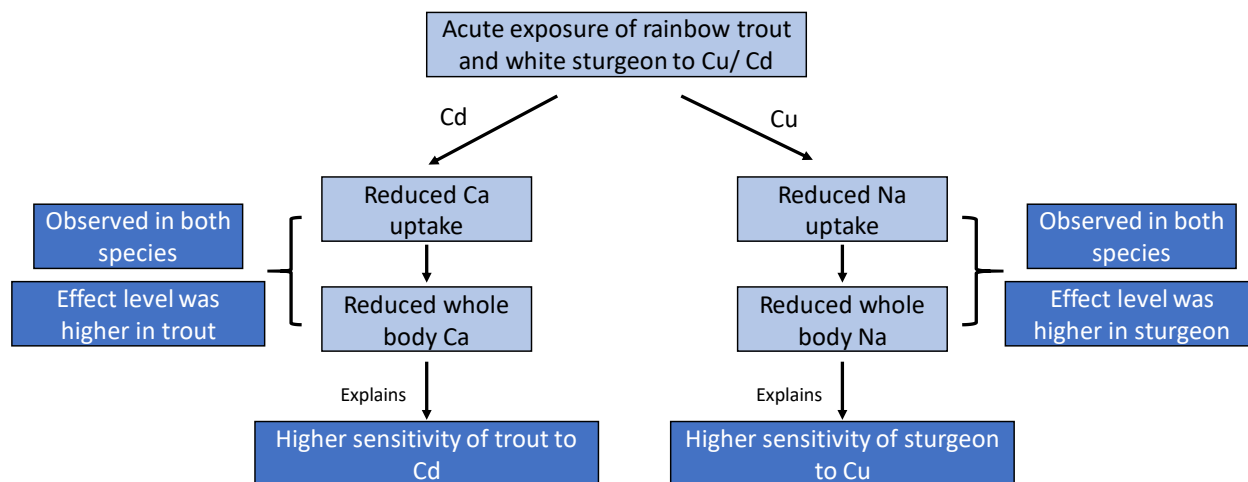 Acute exposure of rainbow trout
and white sturgeon to Cu/ Cd
Cd
Cu
Reduced Ca
uptake
Reduced Na
uptake
Observed in both
species
Observed in both
species
Effect level was
higher in trout
Reduced whole
body Ca
Reduced whole
body Na
Effect level was
higher in sturgeon
Explains
Explains
Higher sensitivity of trout to
Cd
Higher sensitivity of sturgeon
to Cu